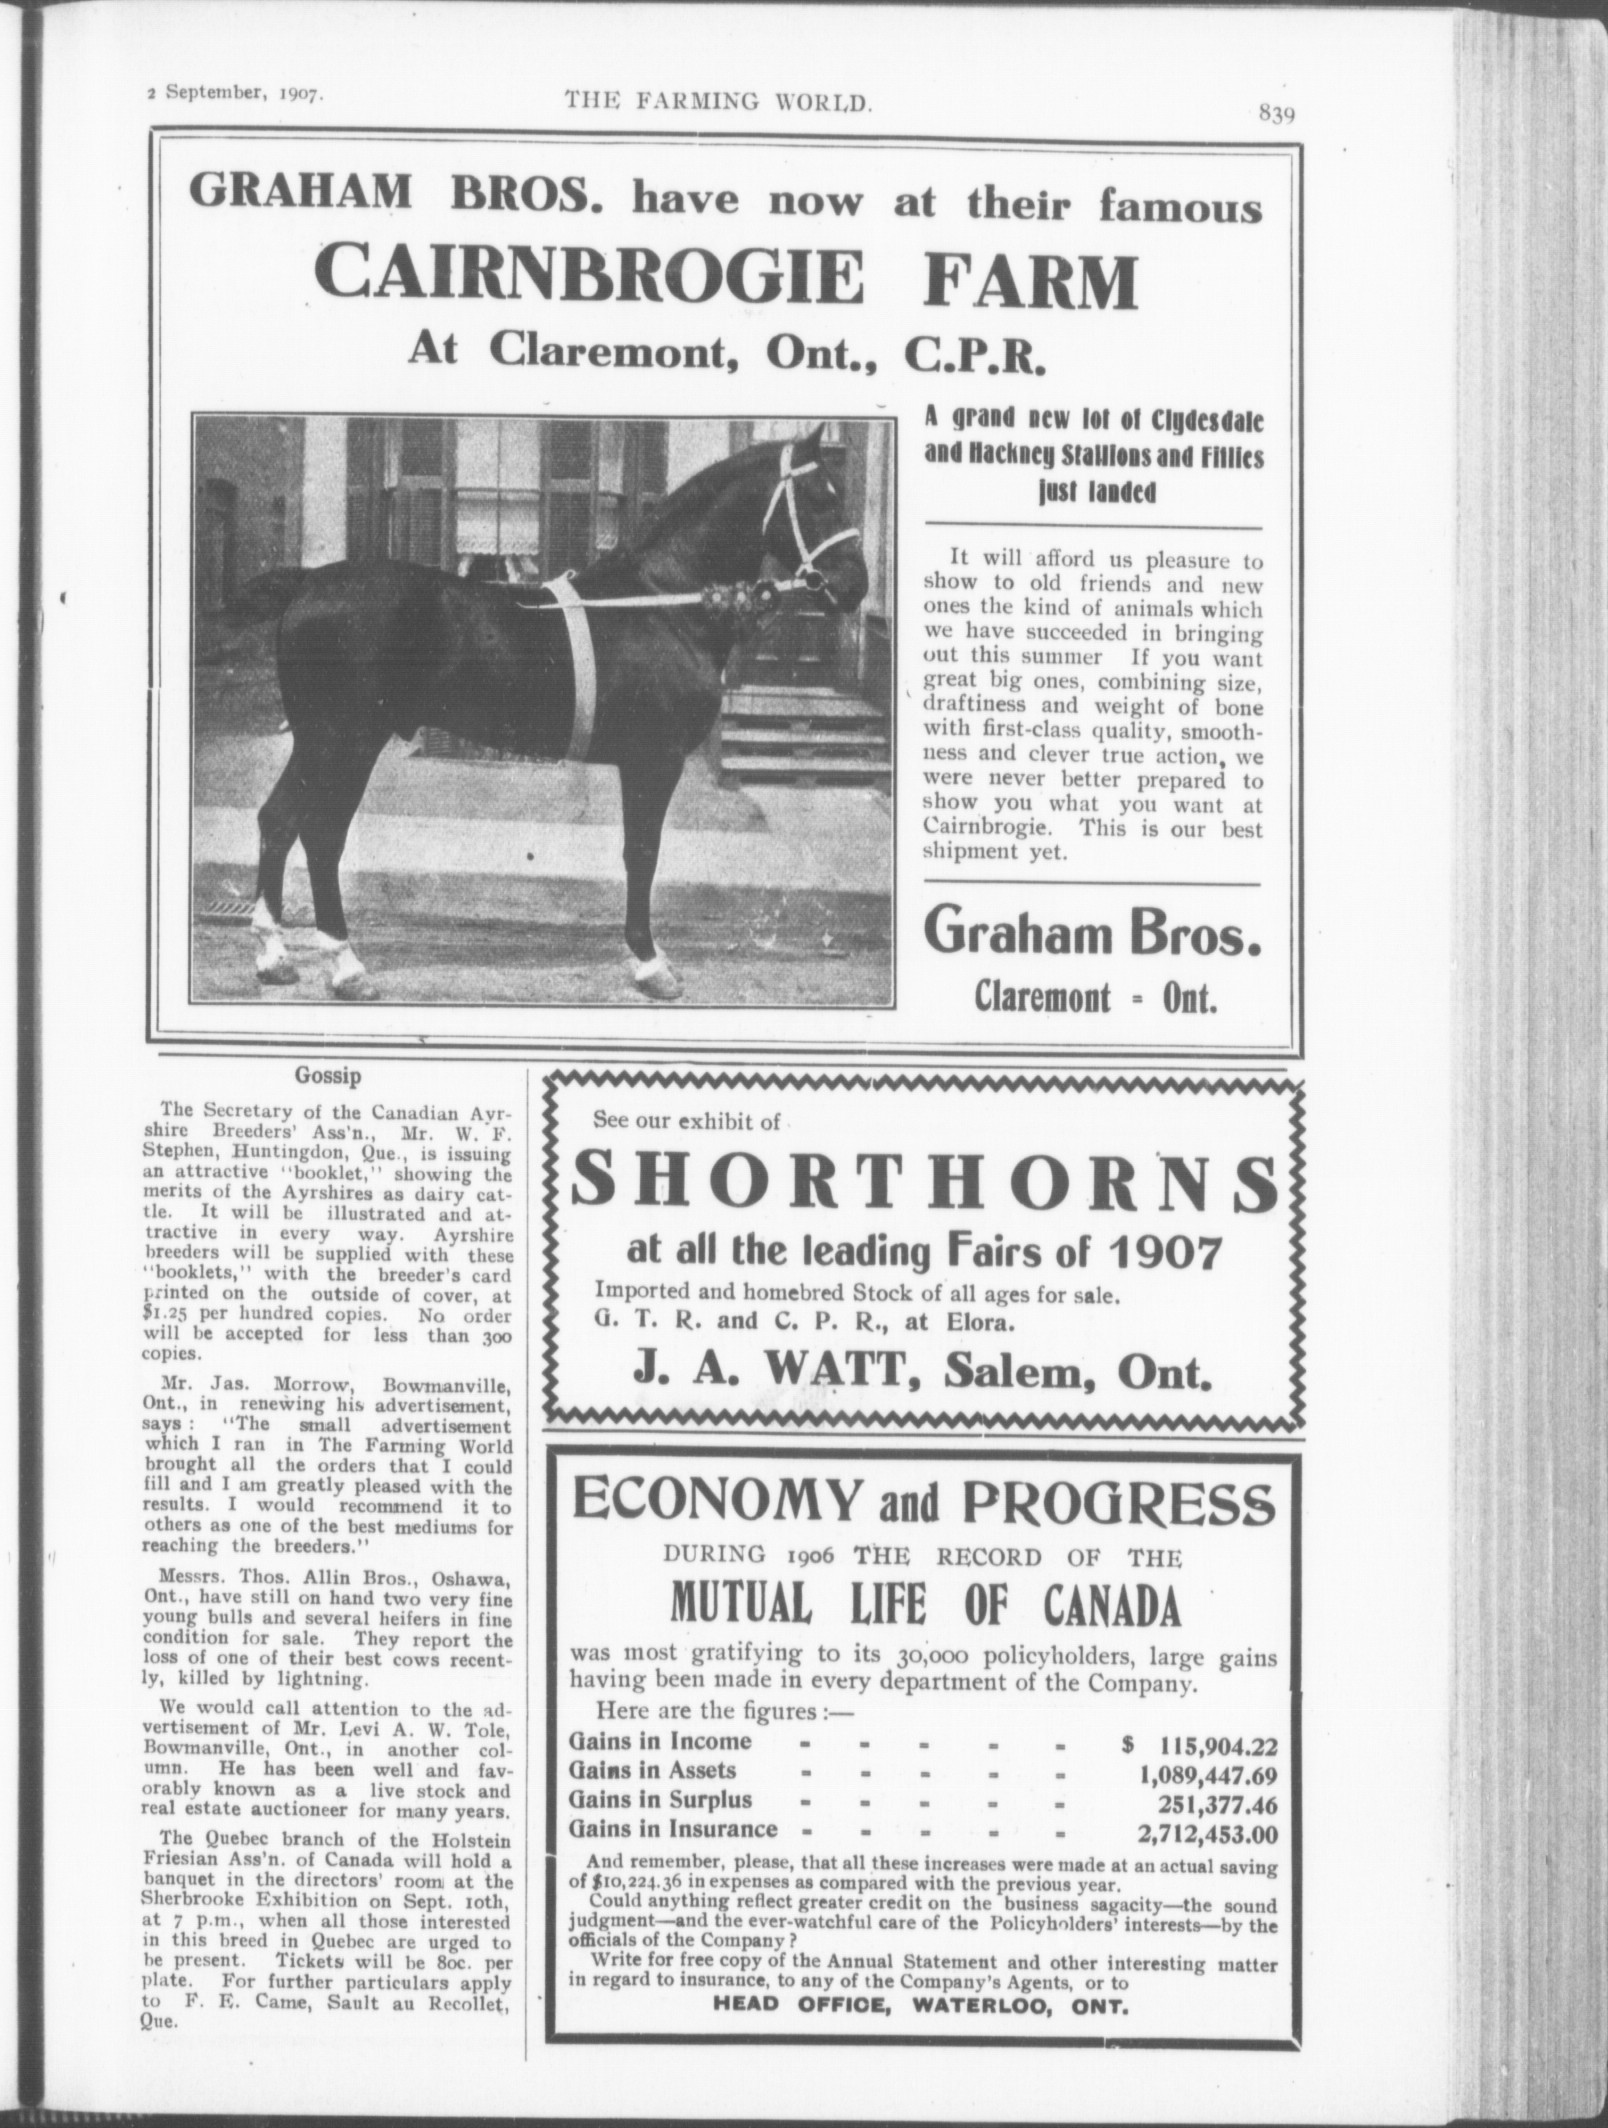 2 September, 1907.
THE FARMING WORLD.
839
GRAHAM BROS. have now at their famous
CAIRNBROGIE FARM
At Claremont, Ont., C.P.R.
A grand new lot of Clydesdale
and Hackney Stallions and Fillies
just landed
It will afford us pleasure to
show to old friends and new
ones the kind of animals which
we have succeeded in bringing
out this summer If you want
great big ones, combining size,
draftiness and weight of bone
with first-class quality, smooth-
ness and clever true action, we
were never better prepared to
show you what you want at
Cairnbrogie. This is our best
shipment yet.
Graham Bros.
Claremont - Ont.
Gossip
The Secretary of the Canadian Ayr-
shire Breeders' Ass'n., Mr. W. F.
Stephen, Huntingdon, Que., is issuing
an attractive "booklet," showing the
merits of the Ayrshires as dairy cat-
tle. It will be illustrated and at-
tractive in every way. Ayrshire
breeders will be supplied with these
"booklets," with the breeder's card
printed on the outside of cover, at
$1.25 per hundred copies. No order
will be accepted for less than 300
copies.
Mr. Jas. Morrow, Bowmanville,
Ont., in renewing his advertisement,
says : "The small advertisement
which I ran in The Farming World
brought all the orders that I could
fill and I am greatly pleased with the
results. I would recommend it to
others as one of the best mediums for
reaching the breeders."
Messrs. Thos. Allin Bros., Oshawa,
Ont., have still on hand two very fine
young bulls and several heifers in fine
condition for sale. They report the
loss of one of their best cows recent-
ly, killed by lightning.
We would call attention to the ad-
vertisement of Mr. Levi A. W. Tole,
Bowmanville, Ont., in another col-
umn. He has been well and fav-
orably known as a live stock and
real estate auctioneer for many years.
The Quebec branch of the Holstein
Friesian Ass'n. of Canada will hold a
banquet in the directors' room at the
Sherbrooke Exhibition on Sept. 10th,
at 7 p.m., when all those interested
in this breed in Quebec are urged to
be present. Tickets will be 80c. per
plate. For further particulars apply
to F. E. Came, Sault au Recollet,
Que.
See our exhibit of
SHORTHORNS
at all the leading Fairs of 1907
Imported and homebred Stock of all ages for sale.
G. T. R. and C. P. R., at Elora.
J. A. WATT, Salem, Ont.
ECONOMY and PROGRESS
DURING 1906 THE RECORD OF THE
MUTUAL LIFE OF CANADA
was most gratifying to its 30,000 policyholders, large gains
having been made in every department of the Company.
Here are the figures :—
Gains in Income - - - - - $ 115,904.22
Gains in Assets - - - - - 1,089,447.69
Gains in Surplus - - - - - 251,377.46
Gains in Insurance - - - - - 2,712,453.00
And remember, please, that all these increases were made at an actual saving
of $10,224.36 in expenses as compared with the previous year.
Could anything reflect greater credit on the business sagacity—the sound
judgment—and the ever-watchful care of the Policyholders' interests—by the
officials of the Company ?
Write for free copy of the Annual Statement and other interesting matter
in regard to insurance, to any of the Company's Agents, or to
HEAD OFFICE, WATERLOO, ONT.